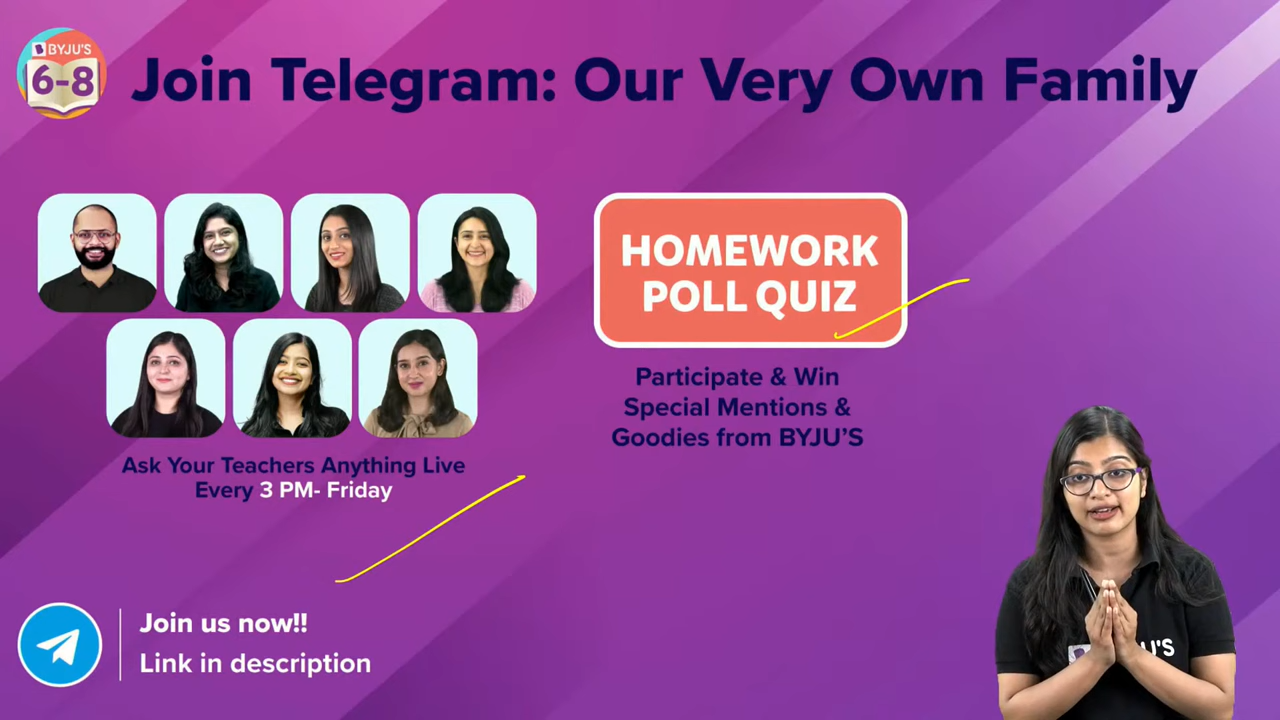 BYJU'S
6-8
Join Telegram: Our Very Own Family
HOMEWORK
POLL QUIZ
Participate & Win
Special Mentions &
Goodies from BYJU'S
Ask Your Teachers Anything Live
Every 3 PM- Friday
Join us now!!
Link in description